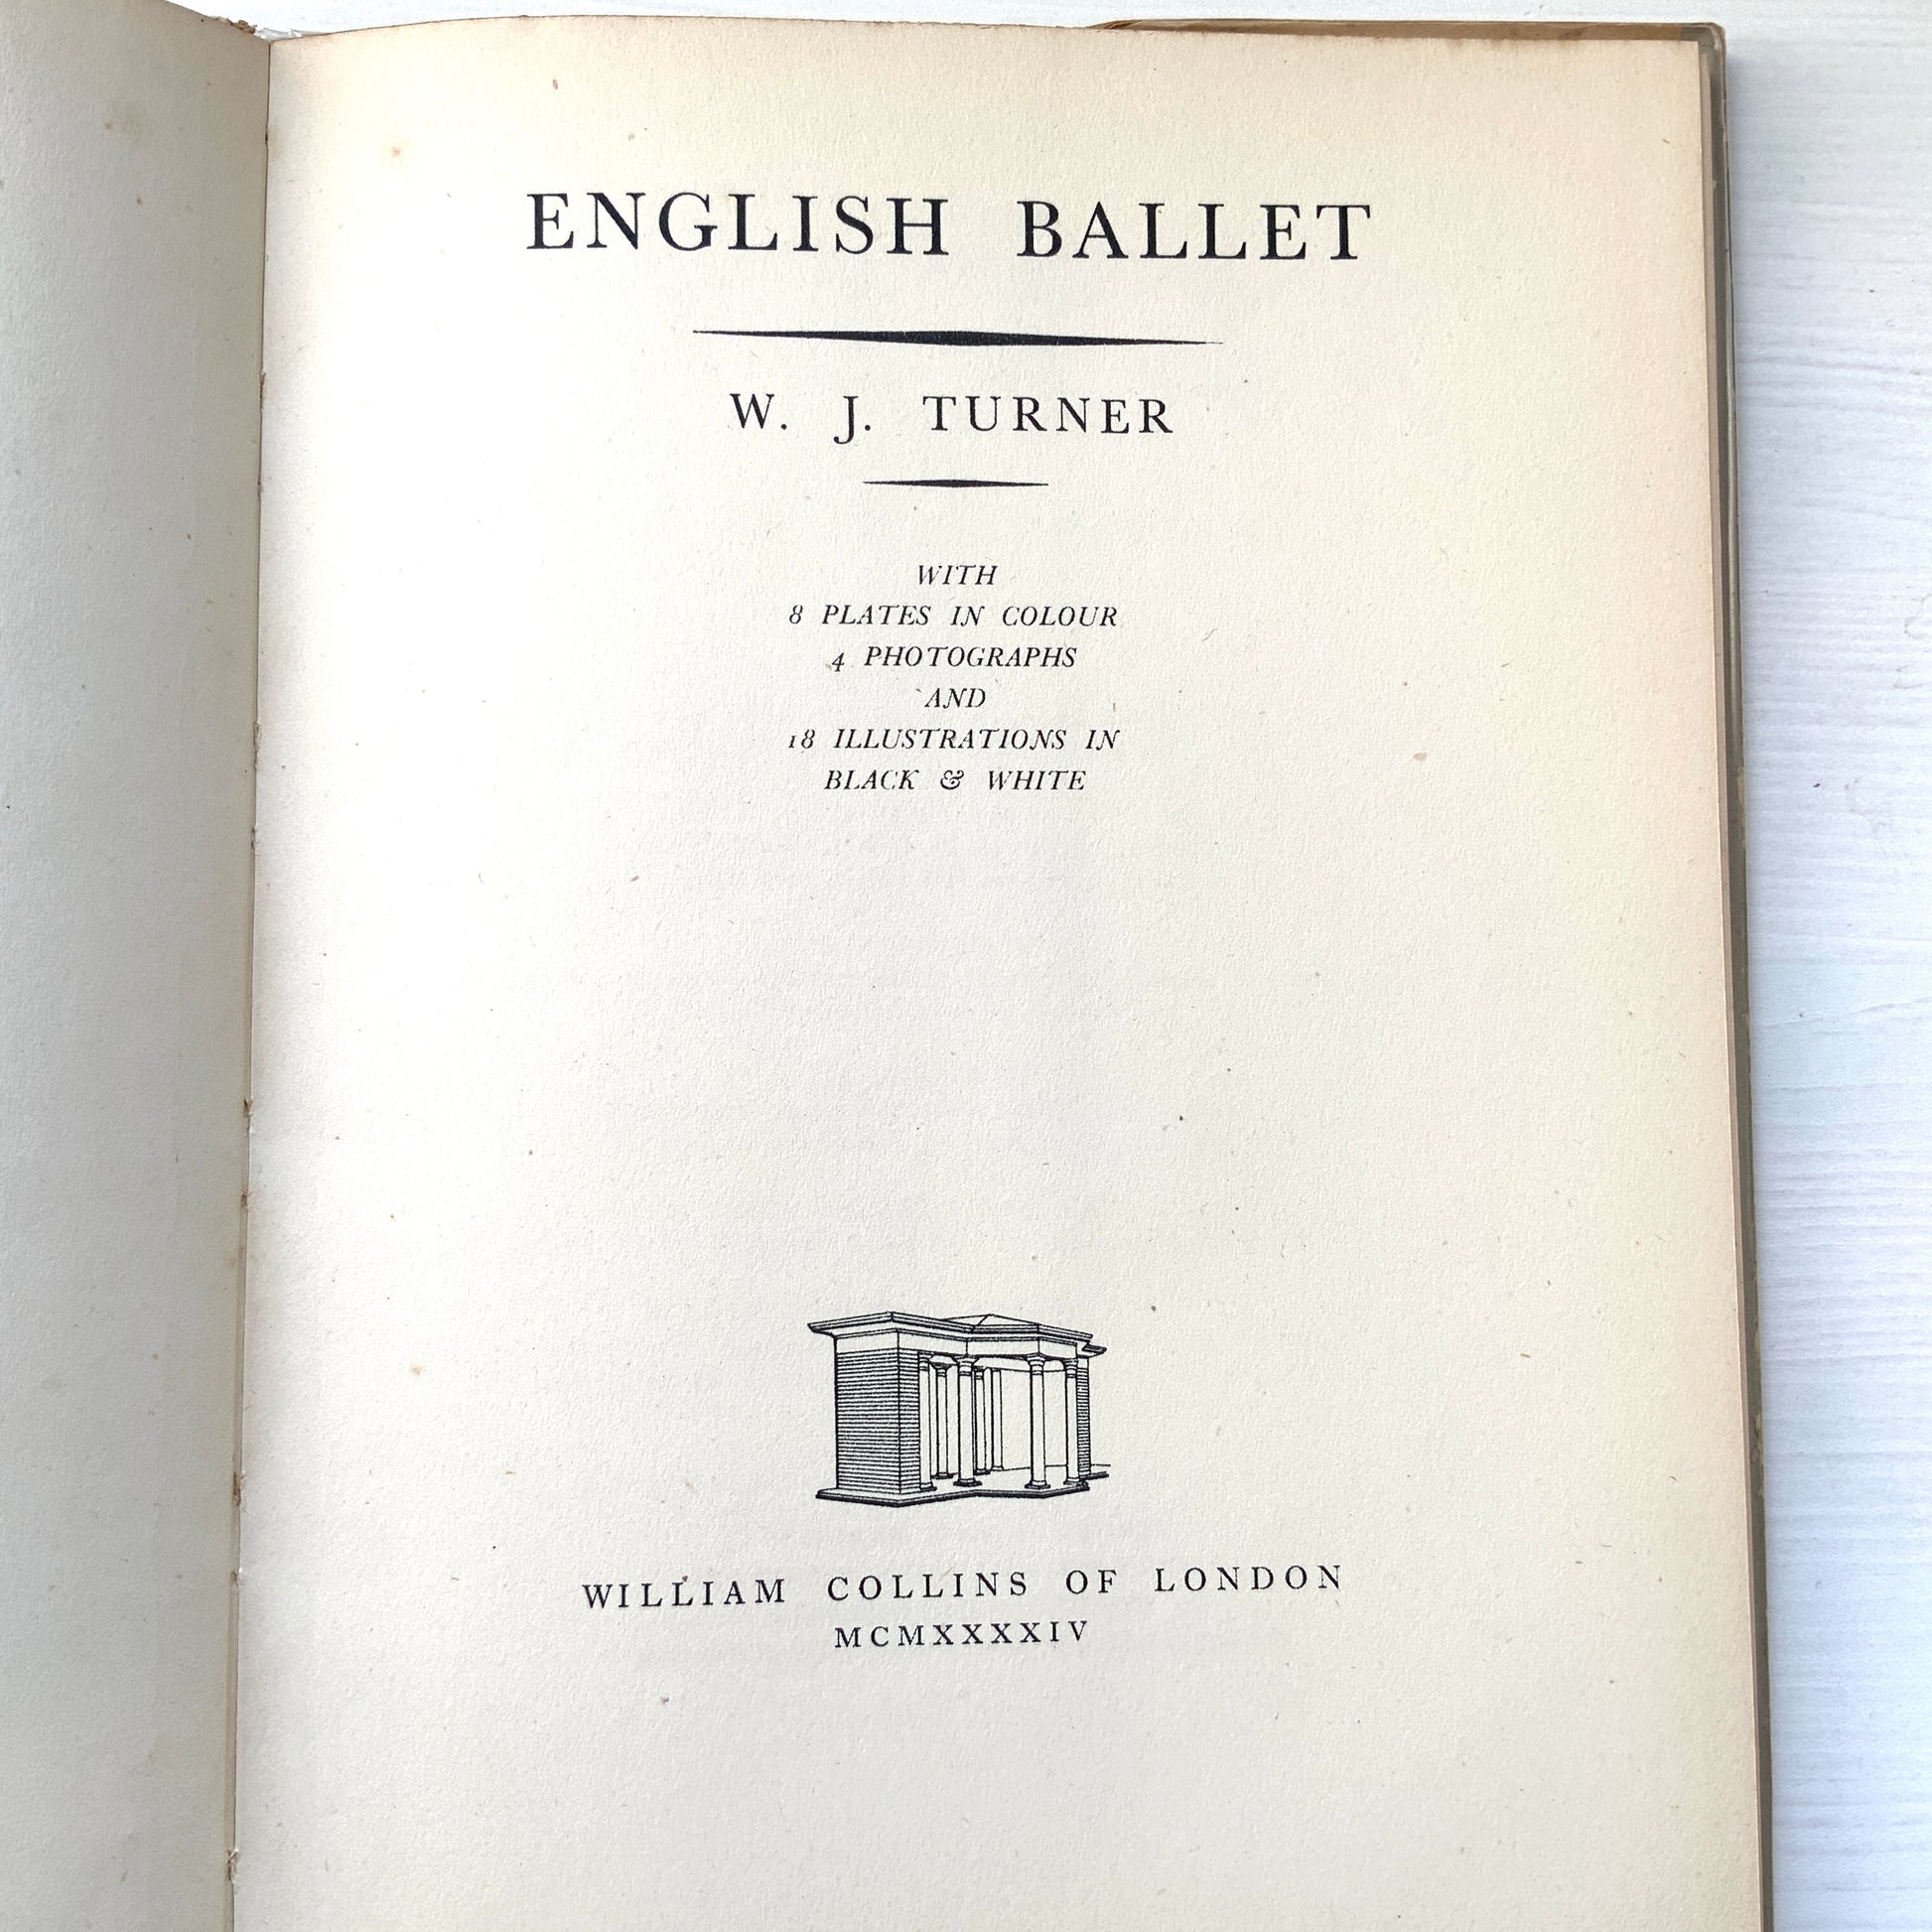 ENGLISH BALLET
W. J. TURNER
WITH
8 PLATES IN COLOUR
4 PHOTOGRAPHS
AND
18 ILLUSTRATIONS IN
BLACK & WHITE
WILLIAM COLLINS OF LONDON
MCMXXXXIV